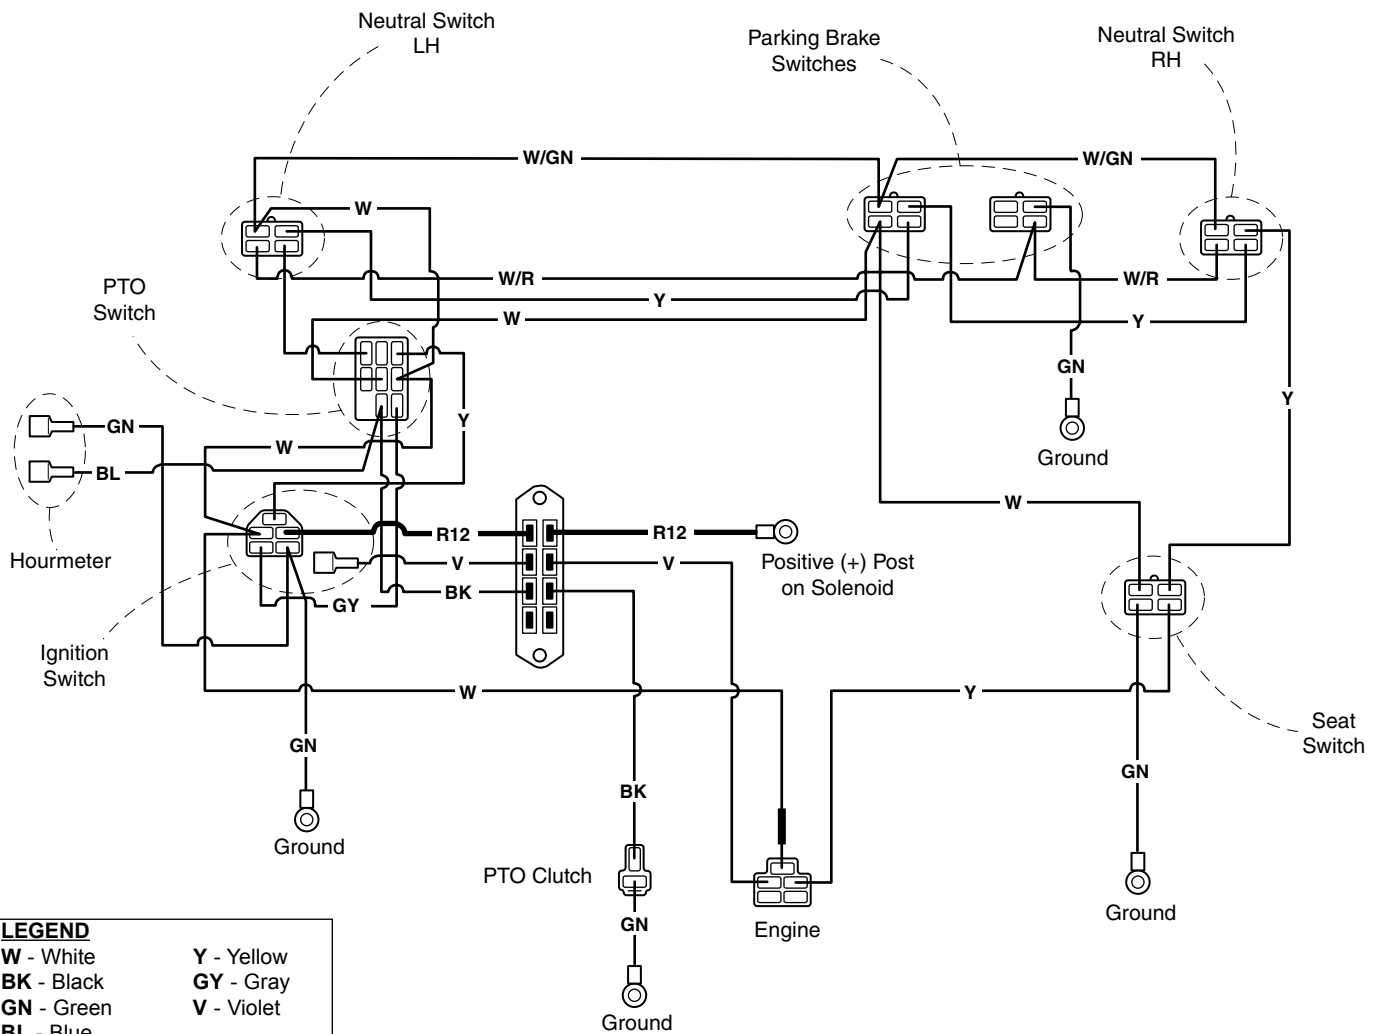 Neutral Switch
LH
Parking Brake
Switches
Neutral Switch
RH
W/GN
W/GN
W
W/R
W/R
Y
W
Y
PTO
Switch
GN
Ground
Y
Y
GN
W
BL
Hourmeter
W
R12
R12
Positive (+) Post
on Solenoid
V
V
BK
GY
Ignition
Switch
W
Y
Seat
Switch
GN
Ground
GN
Ground
BK
PTO Clutch
GN
Ground
Engine
LEGEND
W - White
Y - Yellow
BK - Black
GY - Gray
GN - Green
V - Violet
BL - Blue